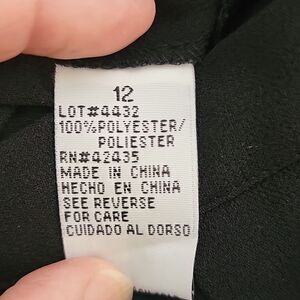 12
LOT#4432
100%POLYESTER/
POLIESTER
RN#42435
MADE IN CHINA
HECHO EN CHINA
SEE REVERSE
FOR CARE
CUIDADO AL DORSO